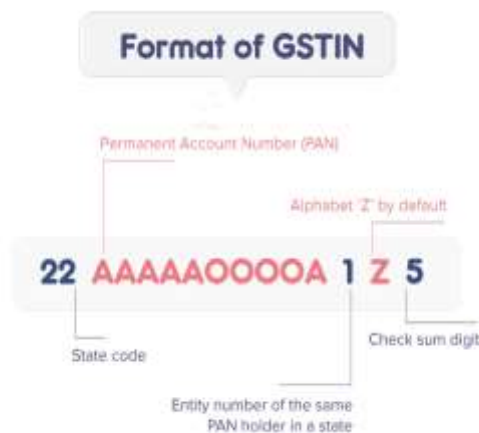 Format of GSTIN
Permanent Account Number (PAN)
Alphabet 'Z' by default
22 AAAAAOOOOA 1 Z 5
State code
Check sum digit
Entity number of the same
PAN holder in a state